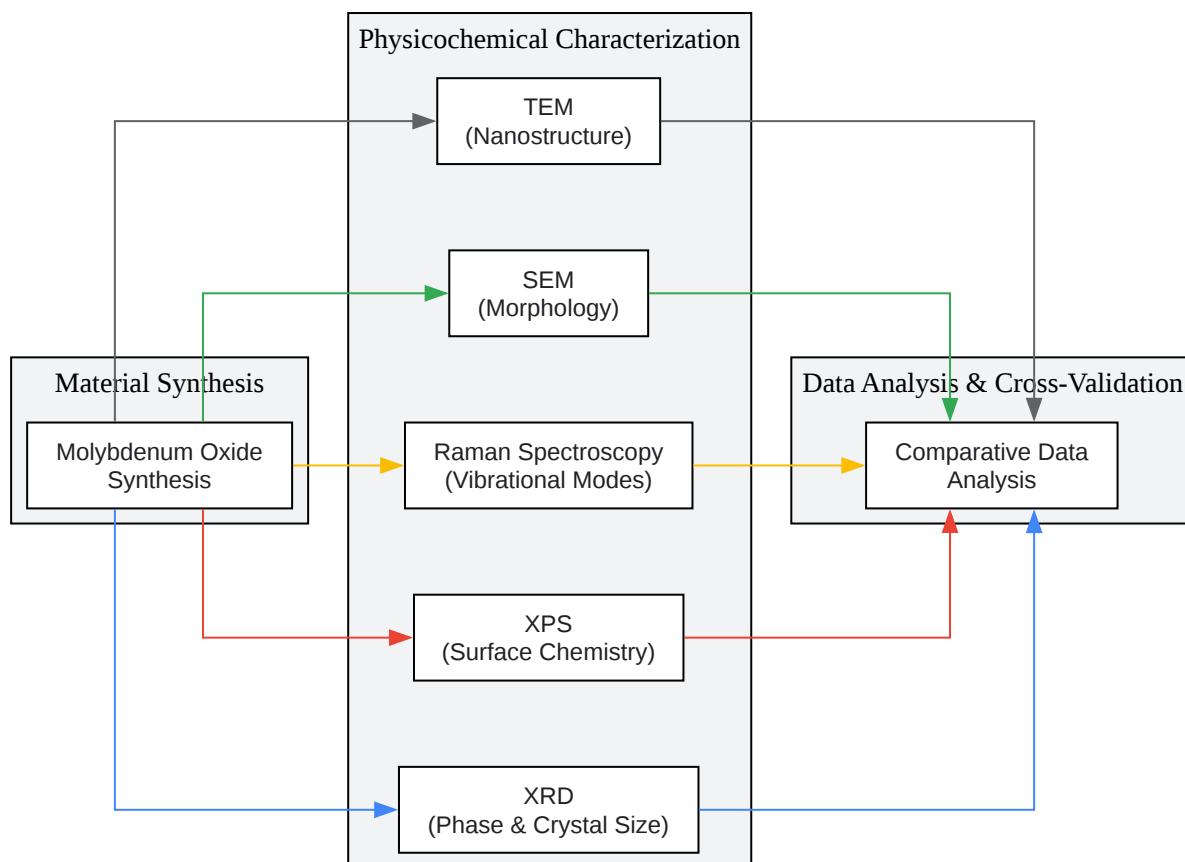 Physicochemical Characterization
TEM
(Nanostructure)
SEM
(Morphology)
Material Synthesis
Molybdenum Oxide
Synthesis
Raman Spectroscopy
(Vibrational Modes)
Data Analysis & Cross-Validation
Comparative Data
Analysis
XPS
(Surface Chemistry)
XRD
(Phase & Crystal Size)